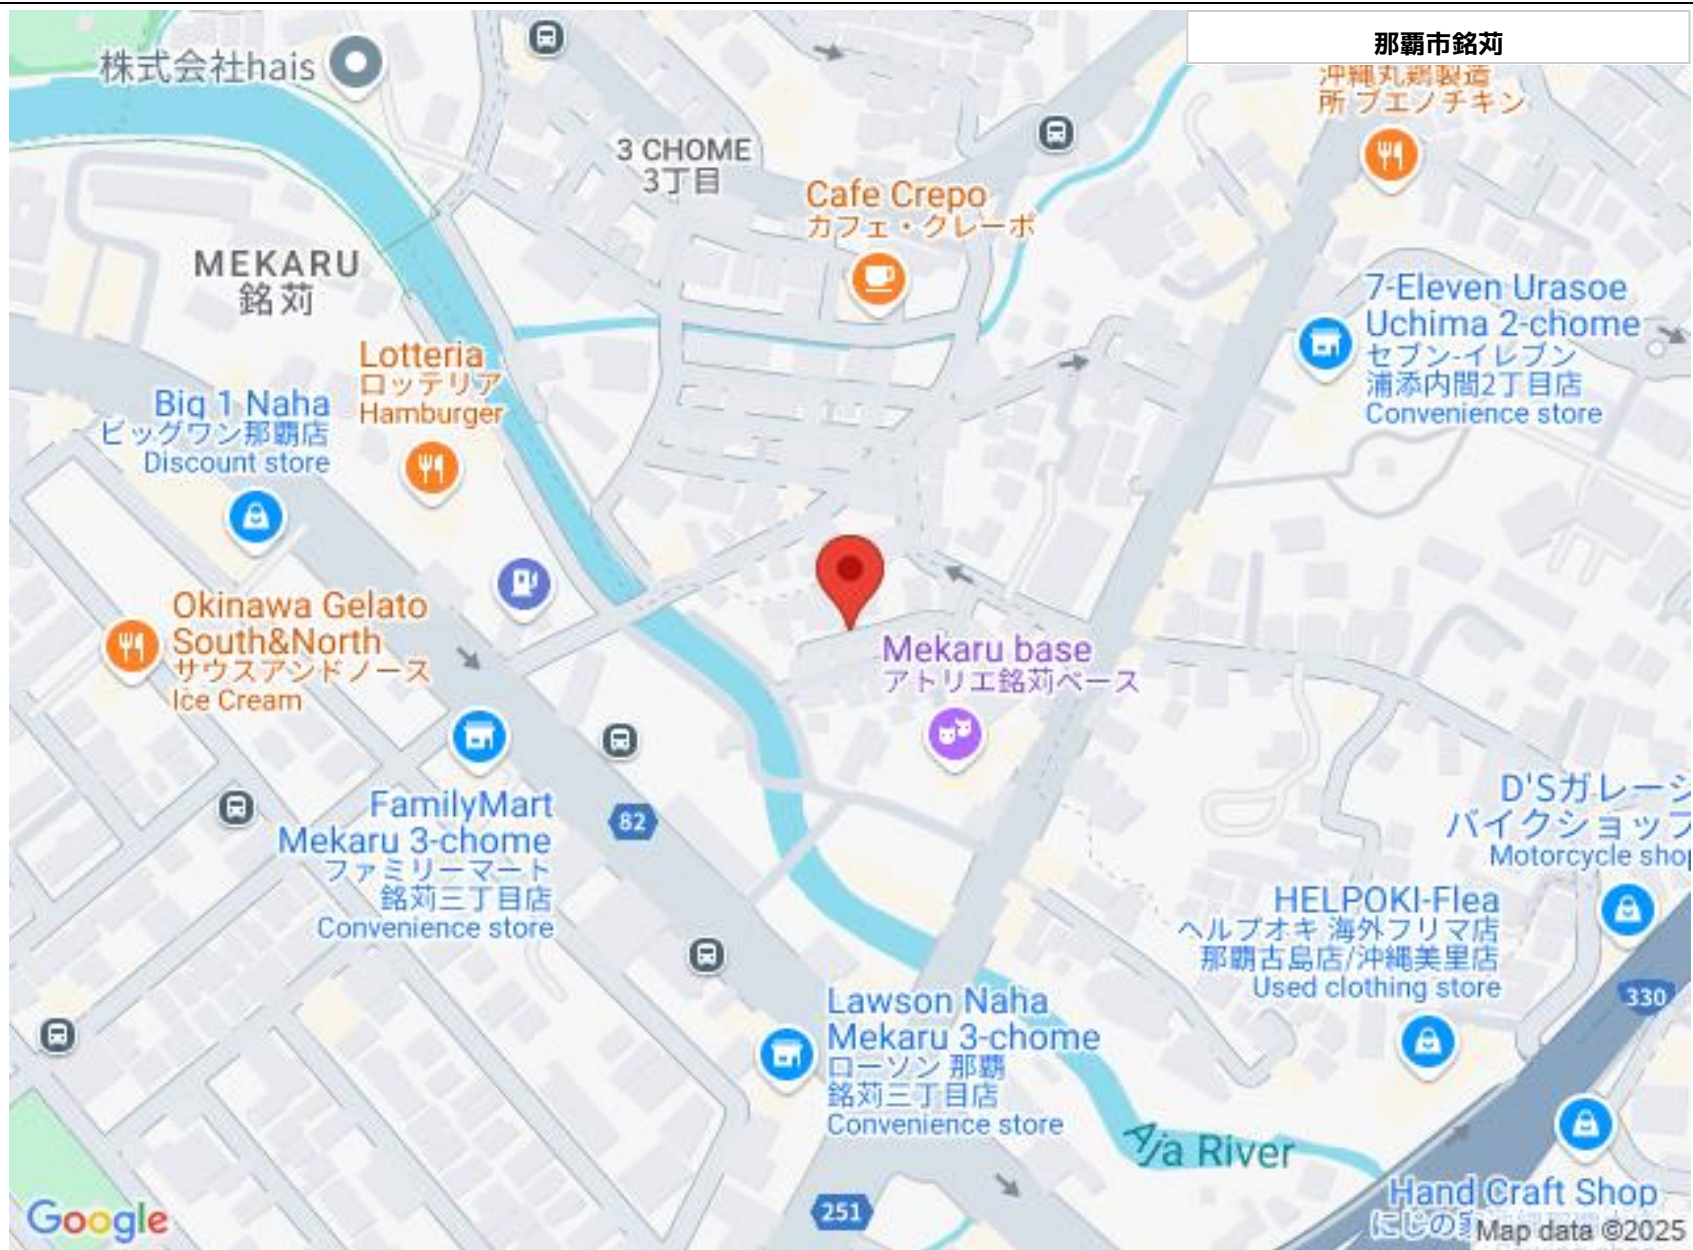 那覇市銘苅
株式会社hais
沖縄丸鶏製造
所 ブエノチキン
3 CHOME
3丁目
Cafe Crepo
カフェ・クレーポ
MEKARU
銘苅
7-Eleven Urasoe
Uchima 2-chome
セブン-イレブン
浦添内間2丁目店
Convenience store
Lotteria
ロッテリア
Hamburger
Big 1 Naha
ビッグワン那覇店
Discount store
Okinawa Gelato
South&North
サウスアンドノース
Ice Cream
Mekaru base
アトリエ銘苅ベース
FamilyMart
Mekaru 3-chome
ファミリーマート
銘苅三丁目店
Convenience store
82
D'Sガレージ
バイクショップ
Motorcycle shop
HELPOKI-Flea
ヘルプオキ 海外フリマ店
那覇古島店/沖縄美里店
Used clothing store
330
Lawson Naha
Mekaru 3-chome
ローソン 那覇
銘苅三丁目店
Convenience store
Aja River
251
Hand Craft Shop
にじの家
Google
Map data ©2025